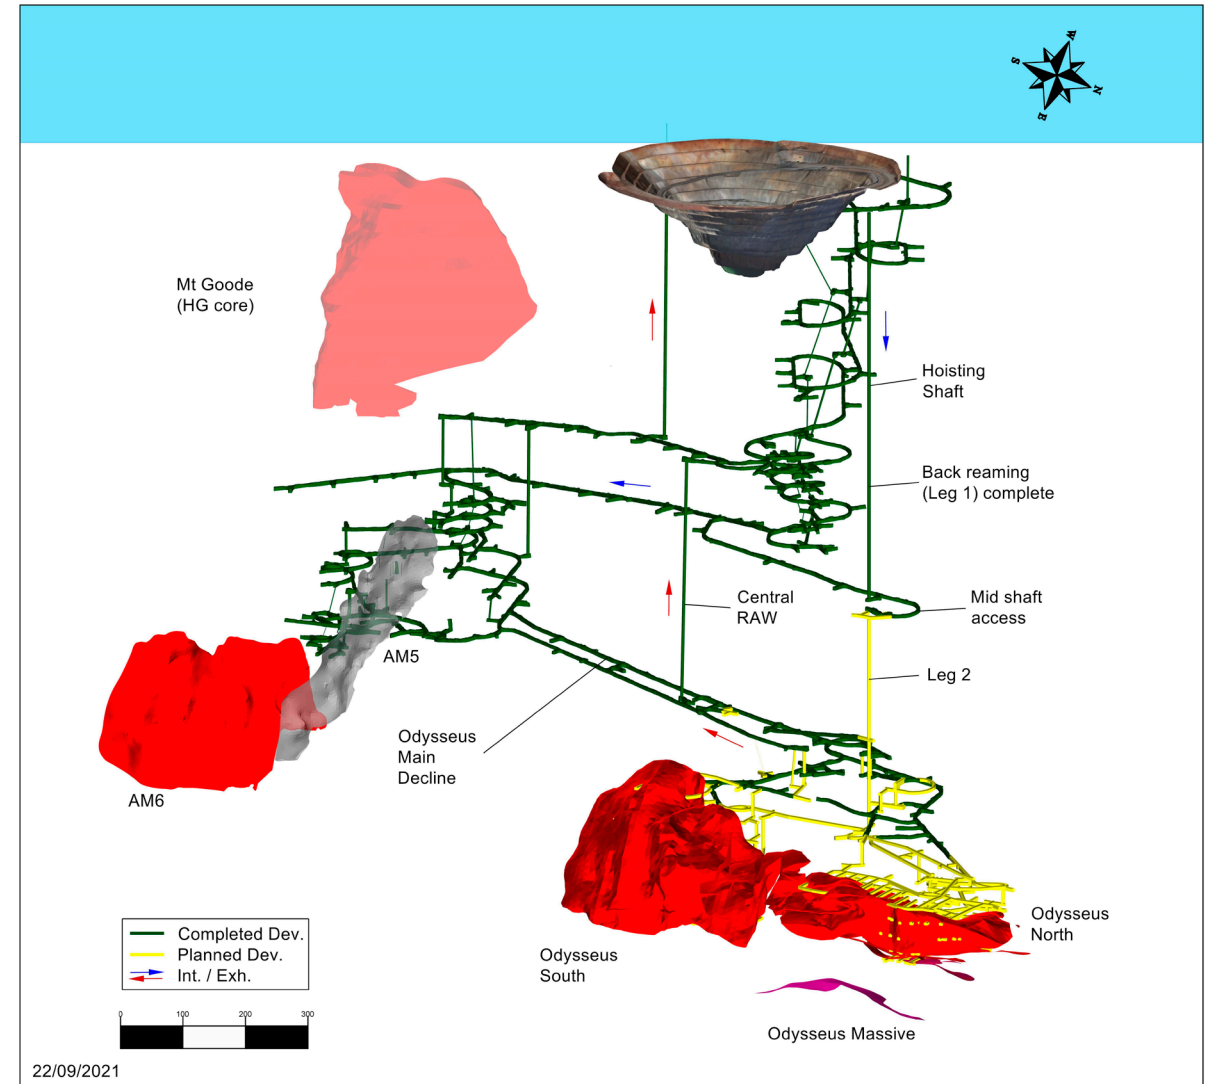 W
S
N
E
Mt Goode
(HG core)
Hoisting
Shaft
Back reaming
(Leg 1) complete
Central
RAW
Mid shaft
access
AM5
Leg 2
Odysseus
Main
Decline
AM6
Odysseus
North
Odysseus
South
Odysseus Massive
Completed Dev.
Planned Dev.
Int. / Exh.
0 100 200 300
22/09/2021